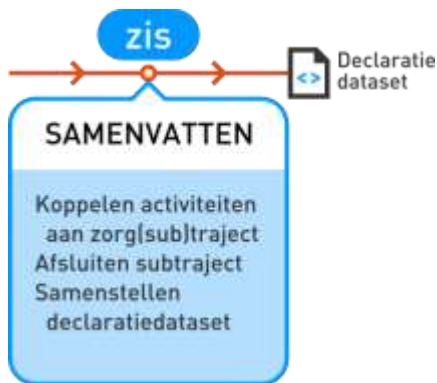 zis
Declaratie
dataset
<>
SAMENVATTEN
Koppelen activiteiten
aan zorg(sub)traject
Afsluiten subtraject
Samenstellen
declaratiedataset